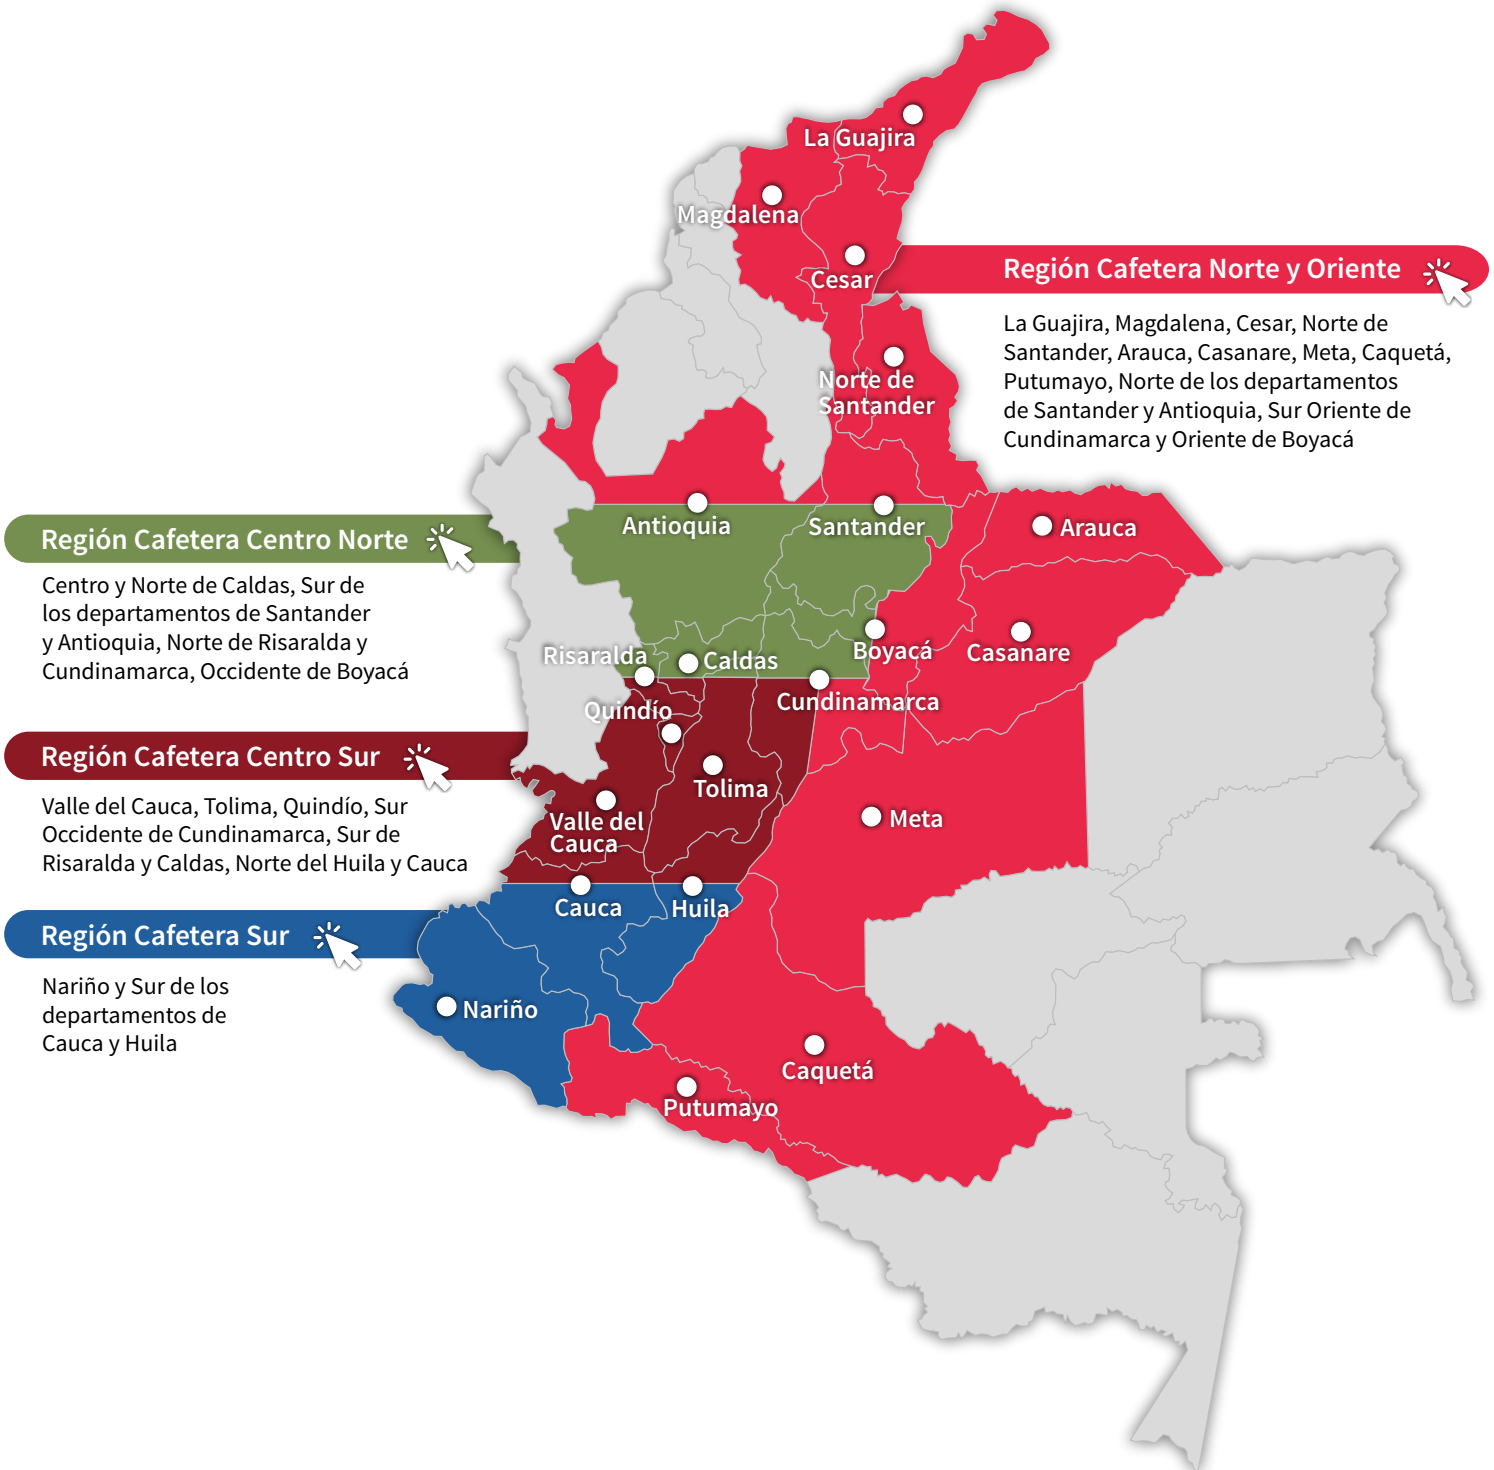 La Guajira
Magdalena
Cesar
Región Cafetera Norte y Oriente
La Guajira, Magdalena, Cesar, Norte de
Santander, Arauca, Casanare, Meta, Caquetá,
Putumayo, Norte de los departamentos
de Santander y Antioquia, Sur Oriente de
Cundinamarca y Oriente de Boyacá
Norte de
Santander
Antioquia
Santander
Arauca
Región Cafetera Centro Norte
Centro y Norte de Caldas, Sur de
los departamentos de Santander
y Antioquia, Norte de Risaralda y
Cundinamarca, Occidente de Boyacá
Risaralda
Caldas
Boyacá
Casanare
Quindío
Cundinamarca
Región Cafetera Centro Sur
Valle del Cauca, Tolima, Quindío, Sur
Occidente de Cundinamarca, Sur de
Risaralda y Caldas, Norte del Huila y Cauca
Tolima
Valle del
Cauca
Meta
Cauca
Huila
Región Cafetera Sur
Nariño y Sur de los
departamentos de
Cauca y Huila
Nariño
Caquetá
Putumayo